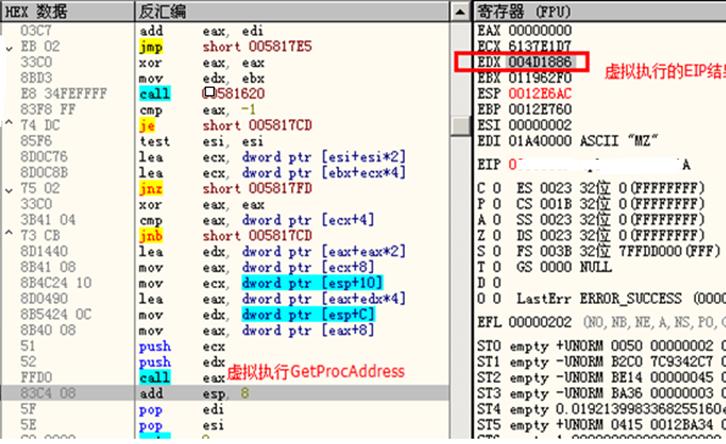 HEX 数据 反汇编 寄存器 (FPU)
03C7 add eax, edi EAX 00000000
EB 02 jmp short 005817E5 ECX 6137E1D7
33C0 xor eax, eax EDX 004D1886
8BD3 mov edx, ebx EBX 011962F0 虚拟执行的EIP结
E8 34FEFFFF call 581620 ESP 0012E6AC
83F8 FF cmp eax, -1 EBP 0012E760
74 DC je short 005817CD ESI 00000002
85F6 test esi, esi EDI 01A40000 ASCII "MZ"
8D0C76 lea ecx, dword ptr [esi+esi*2]
8D0C8B lea ecx, dword ptr [ebx+ecx*4] EIP 0 A
75 02 jnz short 005817FD C 0 ES 0023 32位 0(FFFFFFFF)
33C0 xor eax, eax P 0 CS 001B 32位 0(FFFFFFFF)
3B41 04 cmp eax, [ecx+4] A 0 SS 0023 32位 0(FFFFFFFF)
73 CB jnb short 005817CD Z 0 DS 0023 32位 0(FFFFFFFF)
8D1440 lea edx, dword ptr [eax+eax*2] S 0 FS 003B 32位 7FFDD000(FFF)
8B41 08 mov eax, [ecx+8] T 0 GS 0000 NULL
8B4C24 10 mov ecx, dword ptr [esp+10] D 0
8D0490 lea eax, dword ptr [eax+edx*4] O 0 LastErr ERROR_SUCCESS (0000
8B5424 0C mov edx, dword ptr [esp+C]
8B40 08 mov eax, [eax+8] EFL 00000202 (NO,NB,NE,A,NS,PO,G
51 push ecx ST0 empty +UNORM 0050 00000002 0
52 push edx ST1 empty -UNORM B2C0 7C9342C7 0
FFD0 call eax 虚拟执行GetProcAddress ST2 empty -UNORM BE14 00000045 0
83C4 08 add esp, 8 ST3 empty -UNORM BA36 00000003 0
5F pop edi ST4 empty 0.0192139983368255160
5E pop esi ST5 empty +UNORM 0415 0012BA34 0